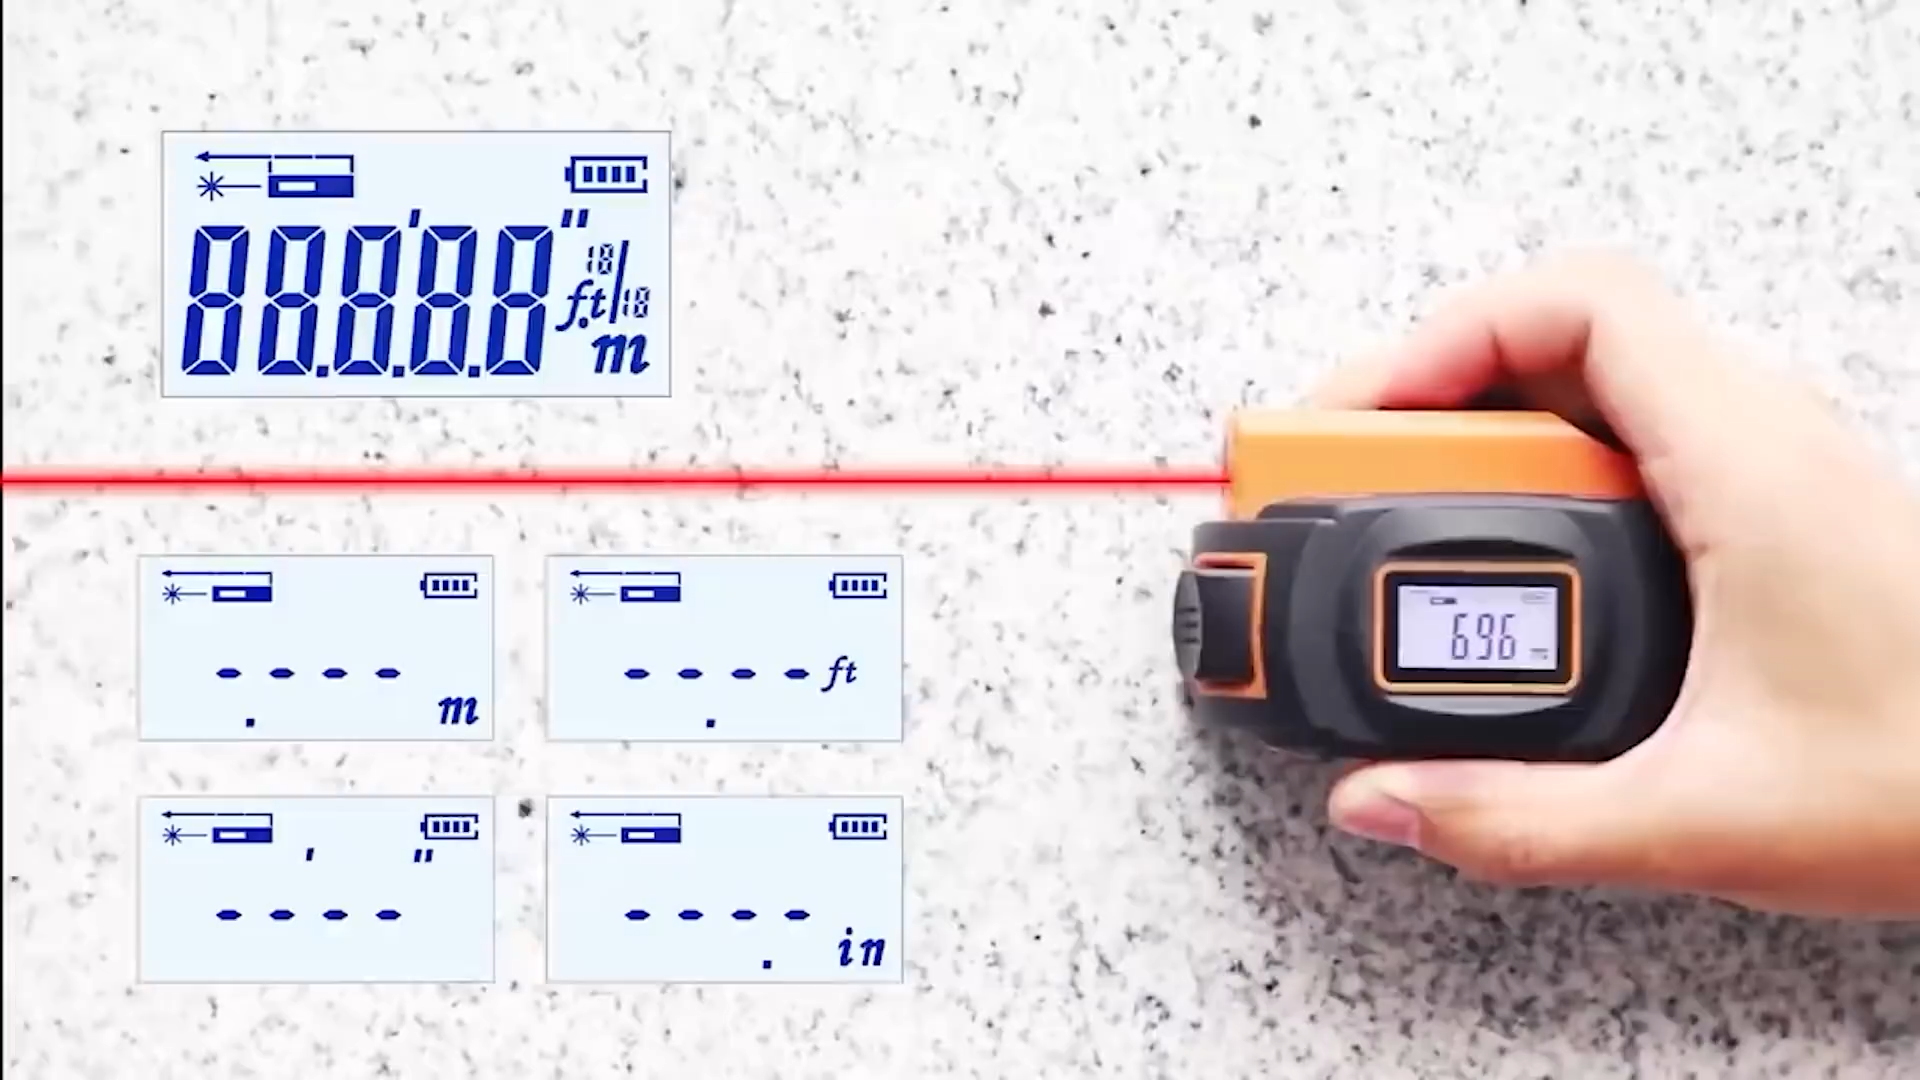 88.8.'8.8"
18/18
ft
m
- - - - m
- - - - ft
696
' "
- - - -
- - - - in